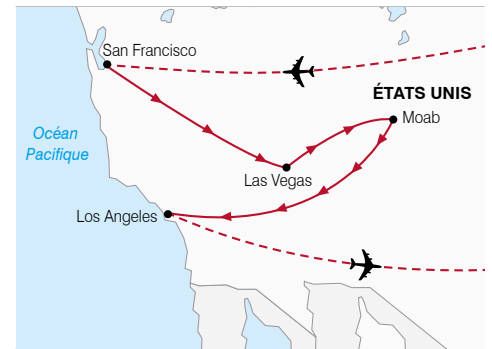 San Francisco
ÉTATS UNIS
Moab
Océan
Pacifique
Las Vegas
Los Angeles